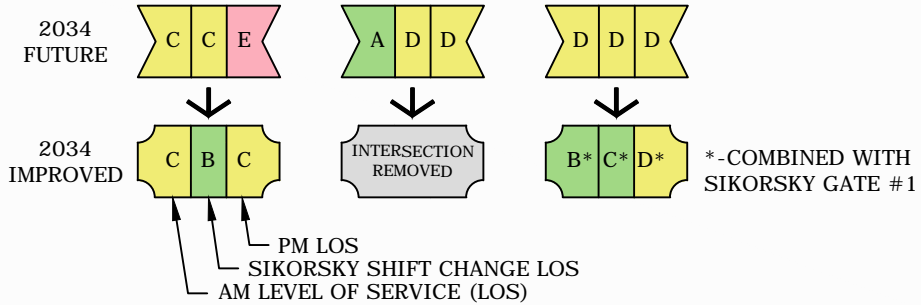 2034
FUTURE
C C E
A D D
D D D
2034
IMPROVED
C B C
INTERSECTION
REMOVED
B* C* D*
*-COMBINED WITH
SIKORSKY GATE #1
PM LOS
SIKORSKY SHIFT CHANGE LOS
AM LEVEL OF SERVICE (LOS)